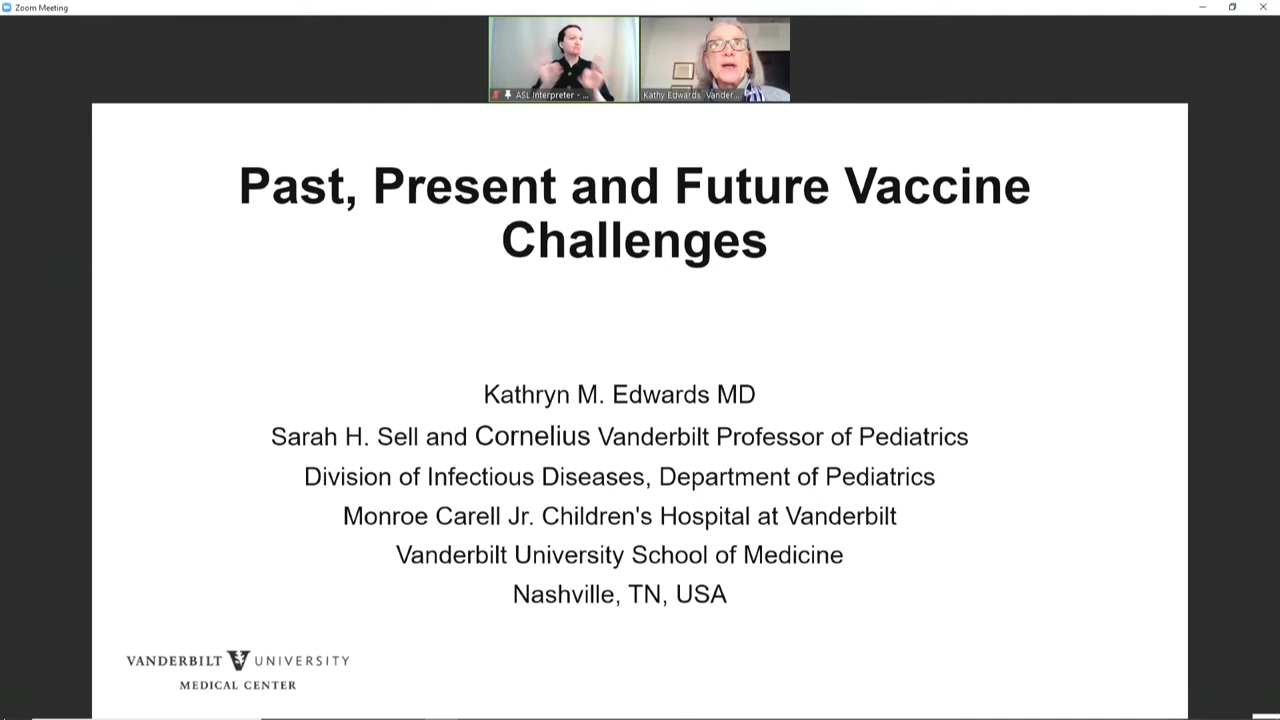 Zoom Meeting
ASL Interpreter - ...
Kathy Edwards Vander...
Past, Present and Future Vaccine
Challenges
Kathryn M. Edwards MD
Sarah H. Sell and Cornelius Vanderbilt Professor of Pediatrics
Division of Infectious Diseases, Department of Pediatrics
Monroe Carell Jr. Children's Hospital at Vanderbilt
Vanderbilt University School of Medicine
Nashville, TN, USA
VANDERBILT V UNIVERSITY
MEDICAL CENTER